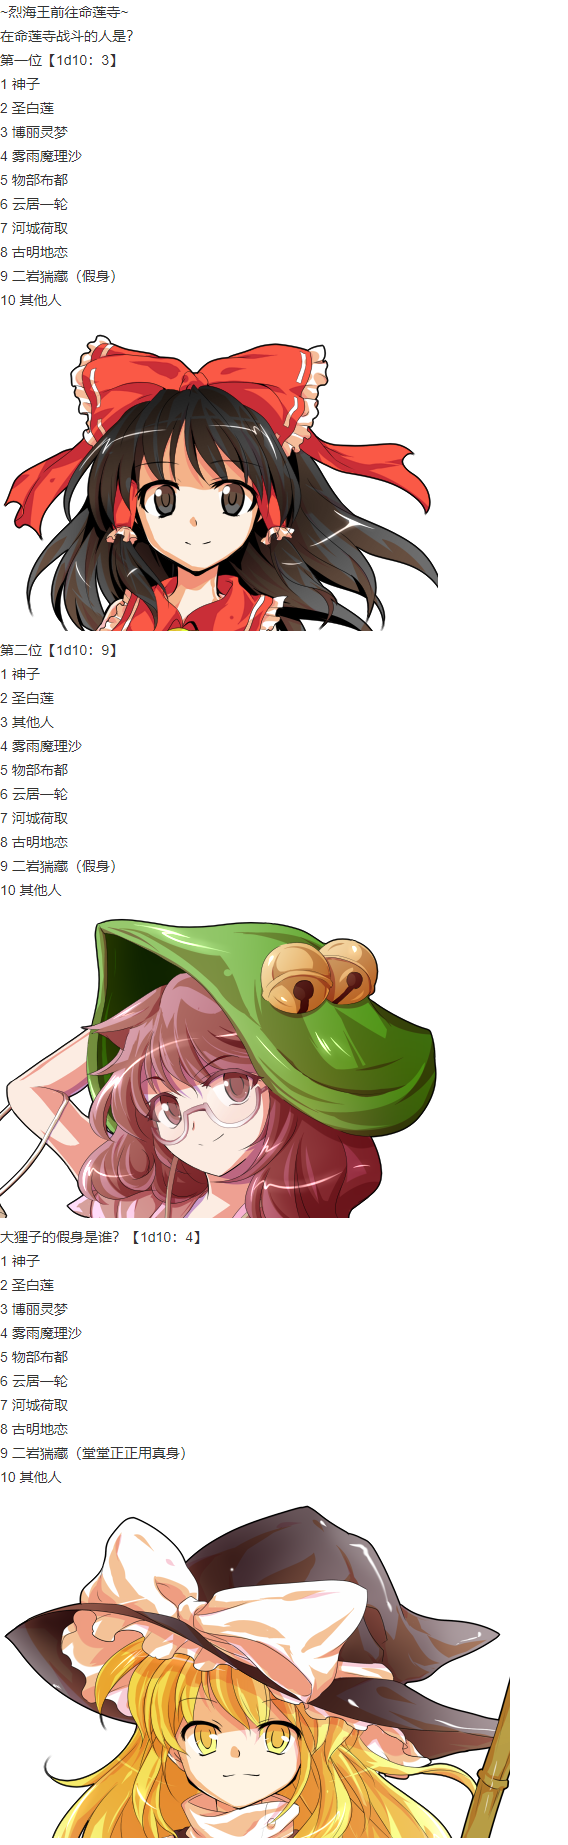 ~烈海王前往命莲寺~
在命莲寺战斗的人是?
第一位【1d10：3】
1 神子
2 圣白莲
3 博丽灵梦
4 雾雨魔理沙
5 物部布都
6 云居一轮
7 河城荷取
8 古明地恋
9 二岩猯藏（假身）
10 其他人
第二位【1d10：9】
1 神子
2 圣白莲
3 其他人
4 雾雨魔理沙
5 物部布都
6 云居一轮
7 河城荷取
8 古明地恋
9 二岩猯藏（假身）
10 其他人
大狸子的假身是谁？【1d10：4】
1 神子
2 圣白莲
3 博丽灵梦
4 雾雨魔理沙
5 物部布都
6 云居一轮
7 河城荷取
8 古明地恋
9 二岩猯藏（堂堂正正用真身）
10 其他人